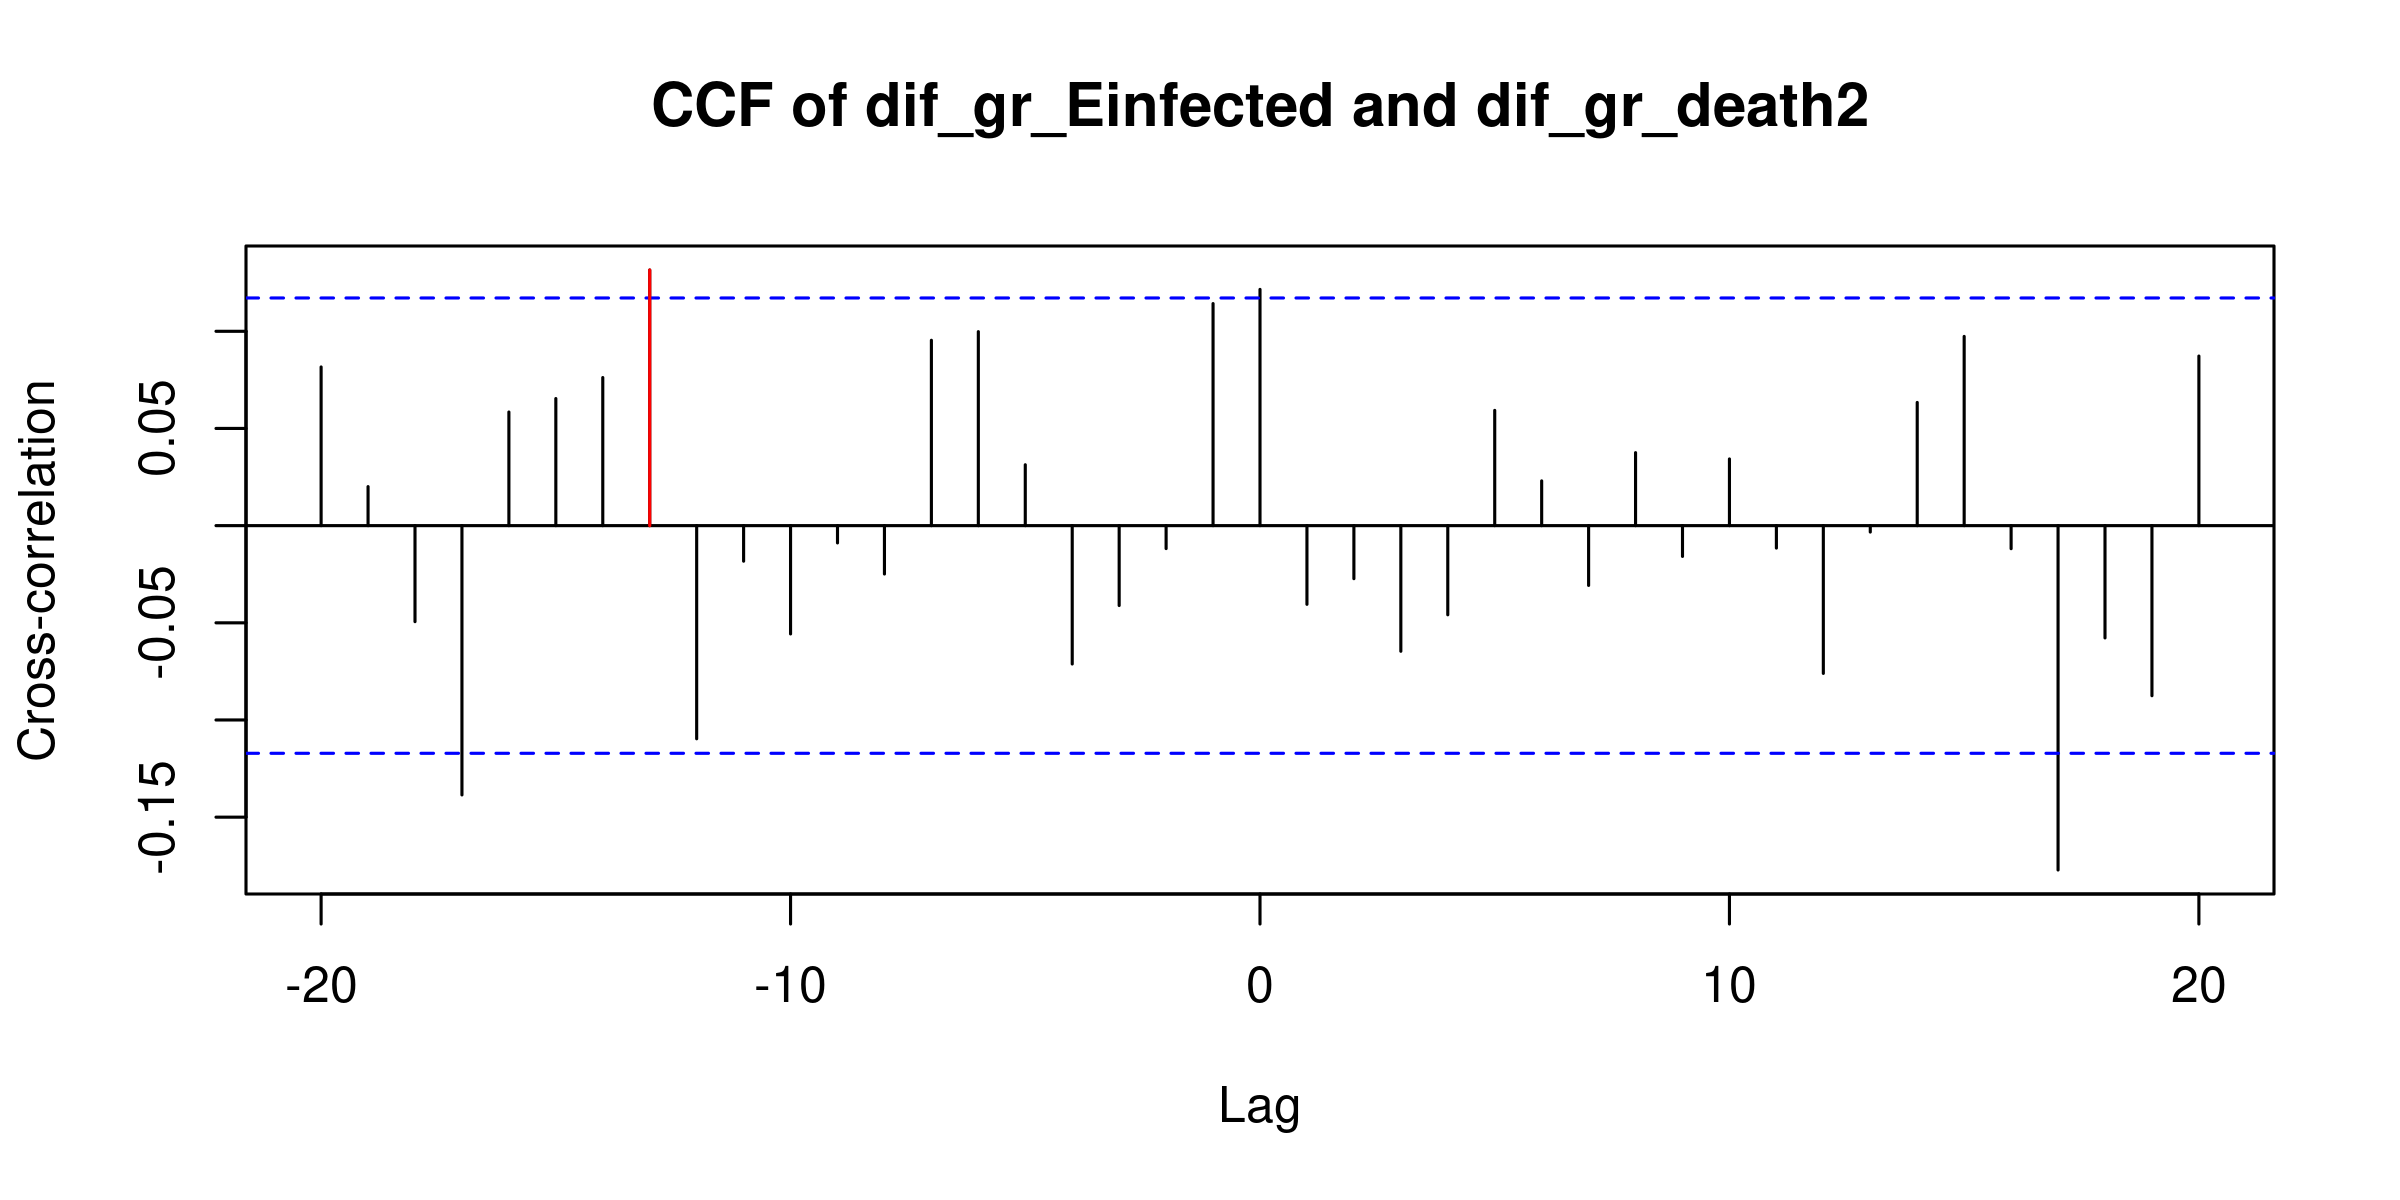 CCF of dif_gr_Einfected and dif_gr_death2
Cross-correlation
0.05
-0.05
-0.15
-20
-10
0
10
20
Lag